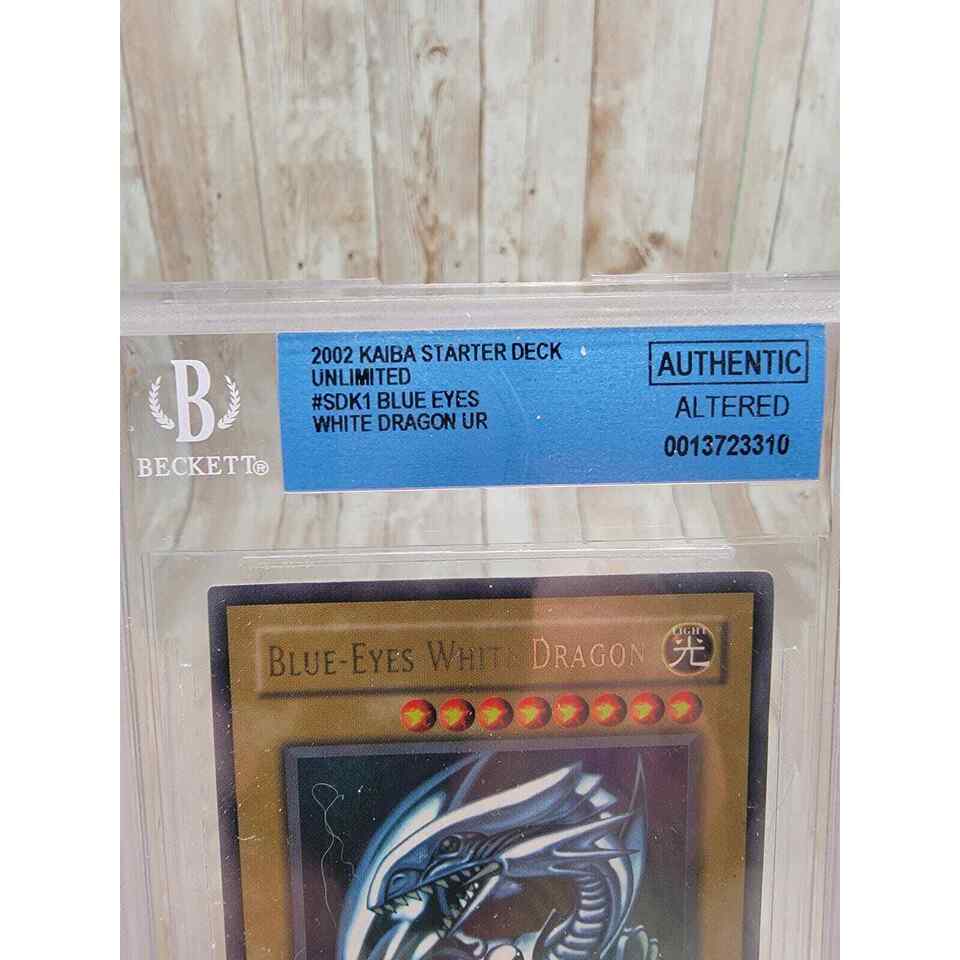 2002 KAIBA STARTER DECK
UNLIMITED
#SDK1 BLUE EYES
WHITE DRAGON UR
AUTHENTIC
ALTERED
0013723310
B
BECKETT®
BLUE-EYES WHITE DRAGON
LIGHT
光